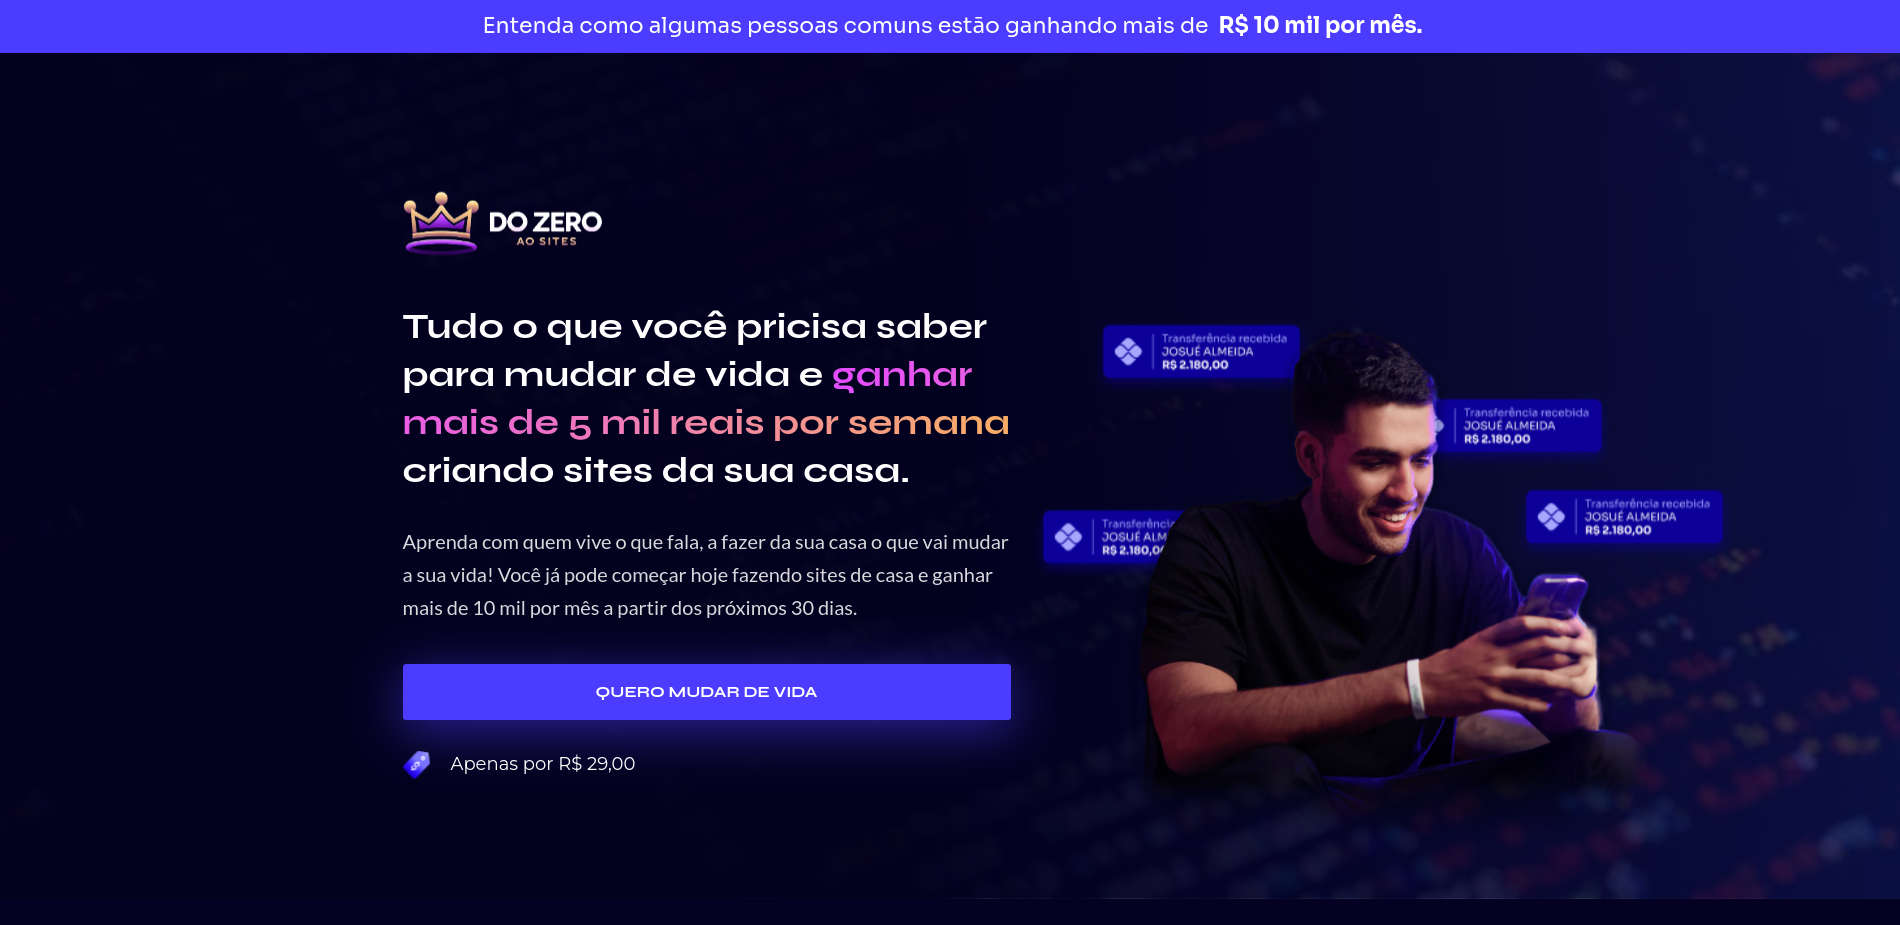 Entenda como algumas pessoas comuns estão ganhando mais de R$ 10 mil por mês.
DO ZERO
AO SITES
Tudo o que você pricisa saber
para mudar de vida e ganhar
mais de 5 mil reais por semana
criando sites da sua casa.
Aprenda com quem vive o que fala, a fazer da sua casa o que vai mudar
a sua vida! Você já pode começar hoje fazendo sites de casa e ganhar
mais de 10 mil por mês a partir dos próximos 30 dias.
QUERO MUDAR DE VIDA
Apenas por R$ 29,00
Transferência recebida
JOSUÉ ALMEIDA
R$ 2.180,00
Transferência recebida
JOSUÉ ALMEIDA
R$ 2.180,00
Transferência recebida
JOSUÉ ALMEIDA
R$ 2.180,00
Transferência
JOSUÉ ALM
R$ 2.180,00